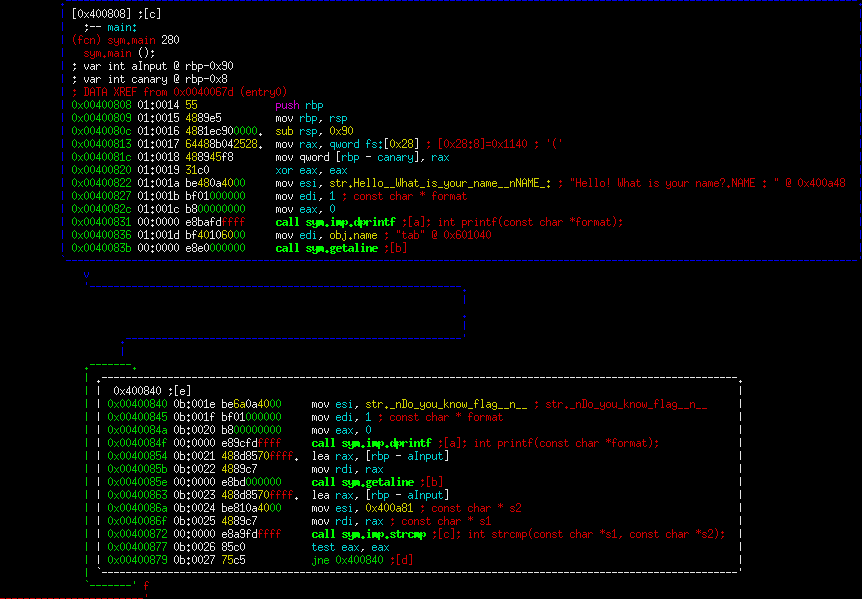 [0x400808] ;[c]
;-- main:
(fcn) sym.main 280
sym.main ();
; var int aInput @ rbp-0x90
; var int canary @ rbp-0x8
; DATA XREF from 0x0040067d (entry0)
0x00400808 01:0014 55 push rbp
0x00400809 01:0015 4889e5 mov rbp, rsp
0x0040080c 01:0016 4881ec900000. sub rsp, 0x90
0x00400813 01:0017 64488b042528. mov rax, qword fs:[0x28] ; [0x28:8]=0x1140 ; '('
0x0040081c 01:0018 488945f8 mov qword [rbp - canary], rax
0x00400820 01:0019 31c0 xor eax, eax
0x00400822 01:001a be480a4000 mov esi, str.Hello__What_is_your_name__nNAME_: ; "Hello! What is your name?.NAME : " @ 0x400a48
0x00400827 01:001b bf01000000 mov edi, 1 ; const char * format
0x0040082c 01:001c b800000000 mov eax, 0
0x00400831 00:0000 e8bafdffff call sym.imp.dprintf ;[a]; int printf(const char *format);
0x00400836 01:001d bf40106000 mov edi, obj.name ; "tab" @ 0x601040
0x0040083b 00:0000 e8e0000000 call sym.getaline ;[b]
v
0x400840 ;[e]
0x00400840 0b:001e be6a0a4000 mov esi, str._nDo_you_know_flag__n__ ; str._nDo_you_know_flag__n__
0x00400845 0b:001f bf01000000 mov edi, 1 ; const char * format
0x0040084a 0b:0020 b800000000 mov eax, 0
0x0040084f 00:0000 e89cfdffff call sym.imp.dprintf ;[a]; int printf(const char *format);
0x00400854 0b:0021 488d8570ffff. lea rax, [rbp - aInput]
0x0040085b 0b:0022 4889c7 mov rdi, rax
0x0040085e 00:0000 e8bd000000 call sym.getaline ;[b]
0x00400863 0b:0023 488d8570ffff. lea rax, [rbp - aInput]
0x0040086a 0b:0024 be810a4000 mov esi, 0x400a81 ; const char * s2
0x0040086f 0b:0025 4889c7 mov rdi, rax ; const char * s1
0x00400872 00:0000 e8a9fdffff call sym.imp.strcmp ;[c]; int strcmp(const char *s1, const char *s2);
0x00400877 0b:0026 85c0 test eax, eax
0x00400879 0b:0027 75c5 jne 0x400840 ;[d]
f